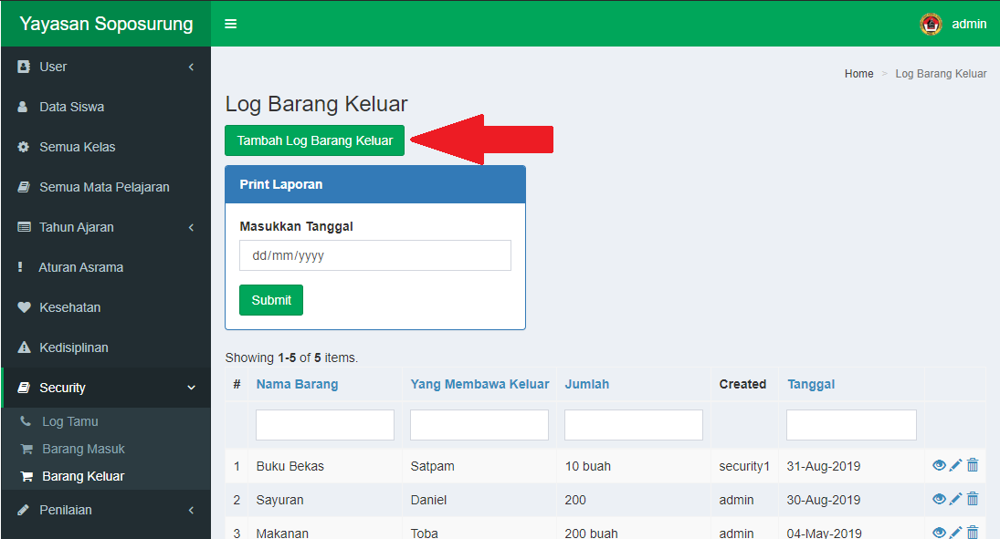 Yayasan Soposurung
admin
User
Data Siswa
Semua Kelas
Semua Mata Pelajaran
Tahun Ajaran
Aturan Asrama
Kesehatan
Kedisiplinan
Security
Log Tamu
Barang Masuk
Barang Keluar
Penilaian
Home > Log Barang Keluar
Log Barang Keluar
Tambah Log Barang Keluar
Print Laporan
Masukkan Tanggal
dd/mm/yyyy
Submit
Showing 1-5 of 5 items.
# Nama Barang Yang Membawa Keluar Jumlah Created Tanggal
1 Buku Bekas Satpam 10 buah security1 31-Aug-2019
2 Sayuran Daniel 200 admin 30-Aug-2019
3 Makanan Toba 200 buah admin 04-May-2019